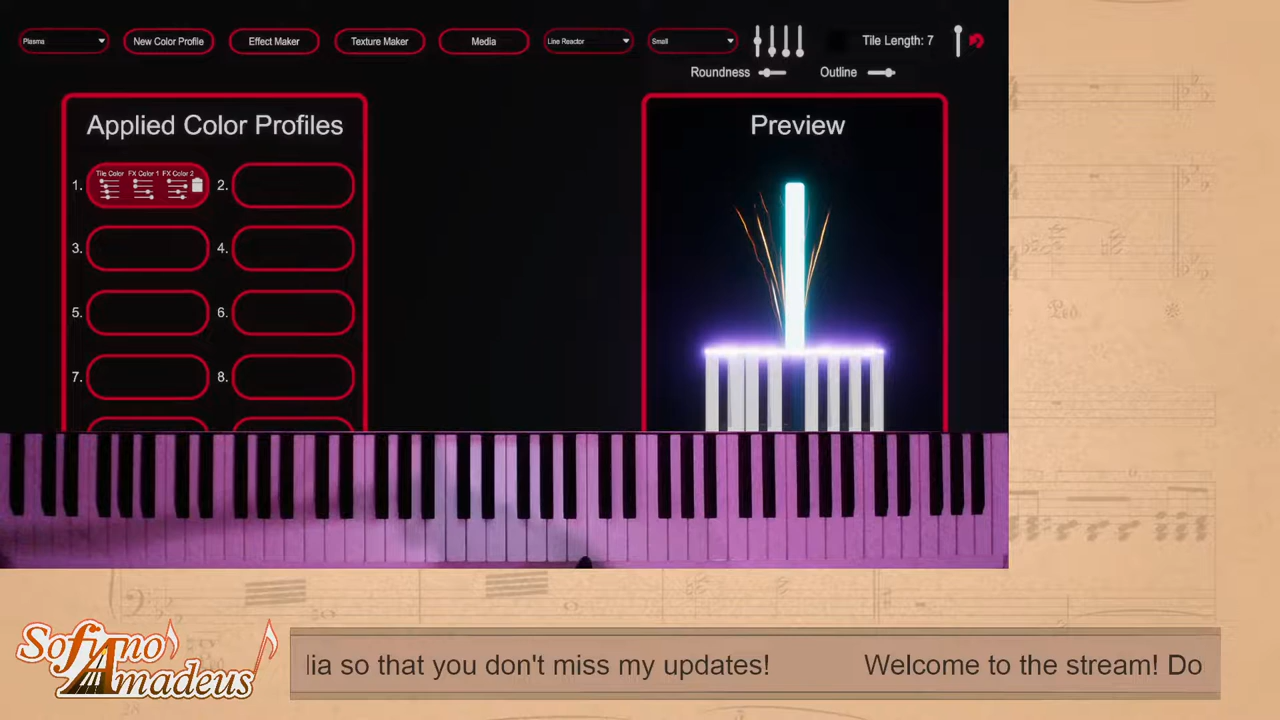 Plasma
New Color Profile
Effect Maker
Texture Maker
Media
Line Reactor
Small
Tile Length: 7
Roundness
Outline
Applied Color Profiles
1.
Tile Color
FX Color 1
FX Color 2
2.
3.
4.
5.
6.
7.
8.
Preview
Sofiano
Amadeus
lia so that you don't miss my updates!
Welcome to the stream! Do